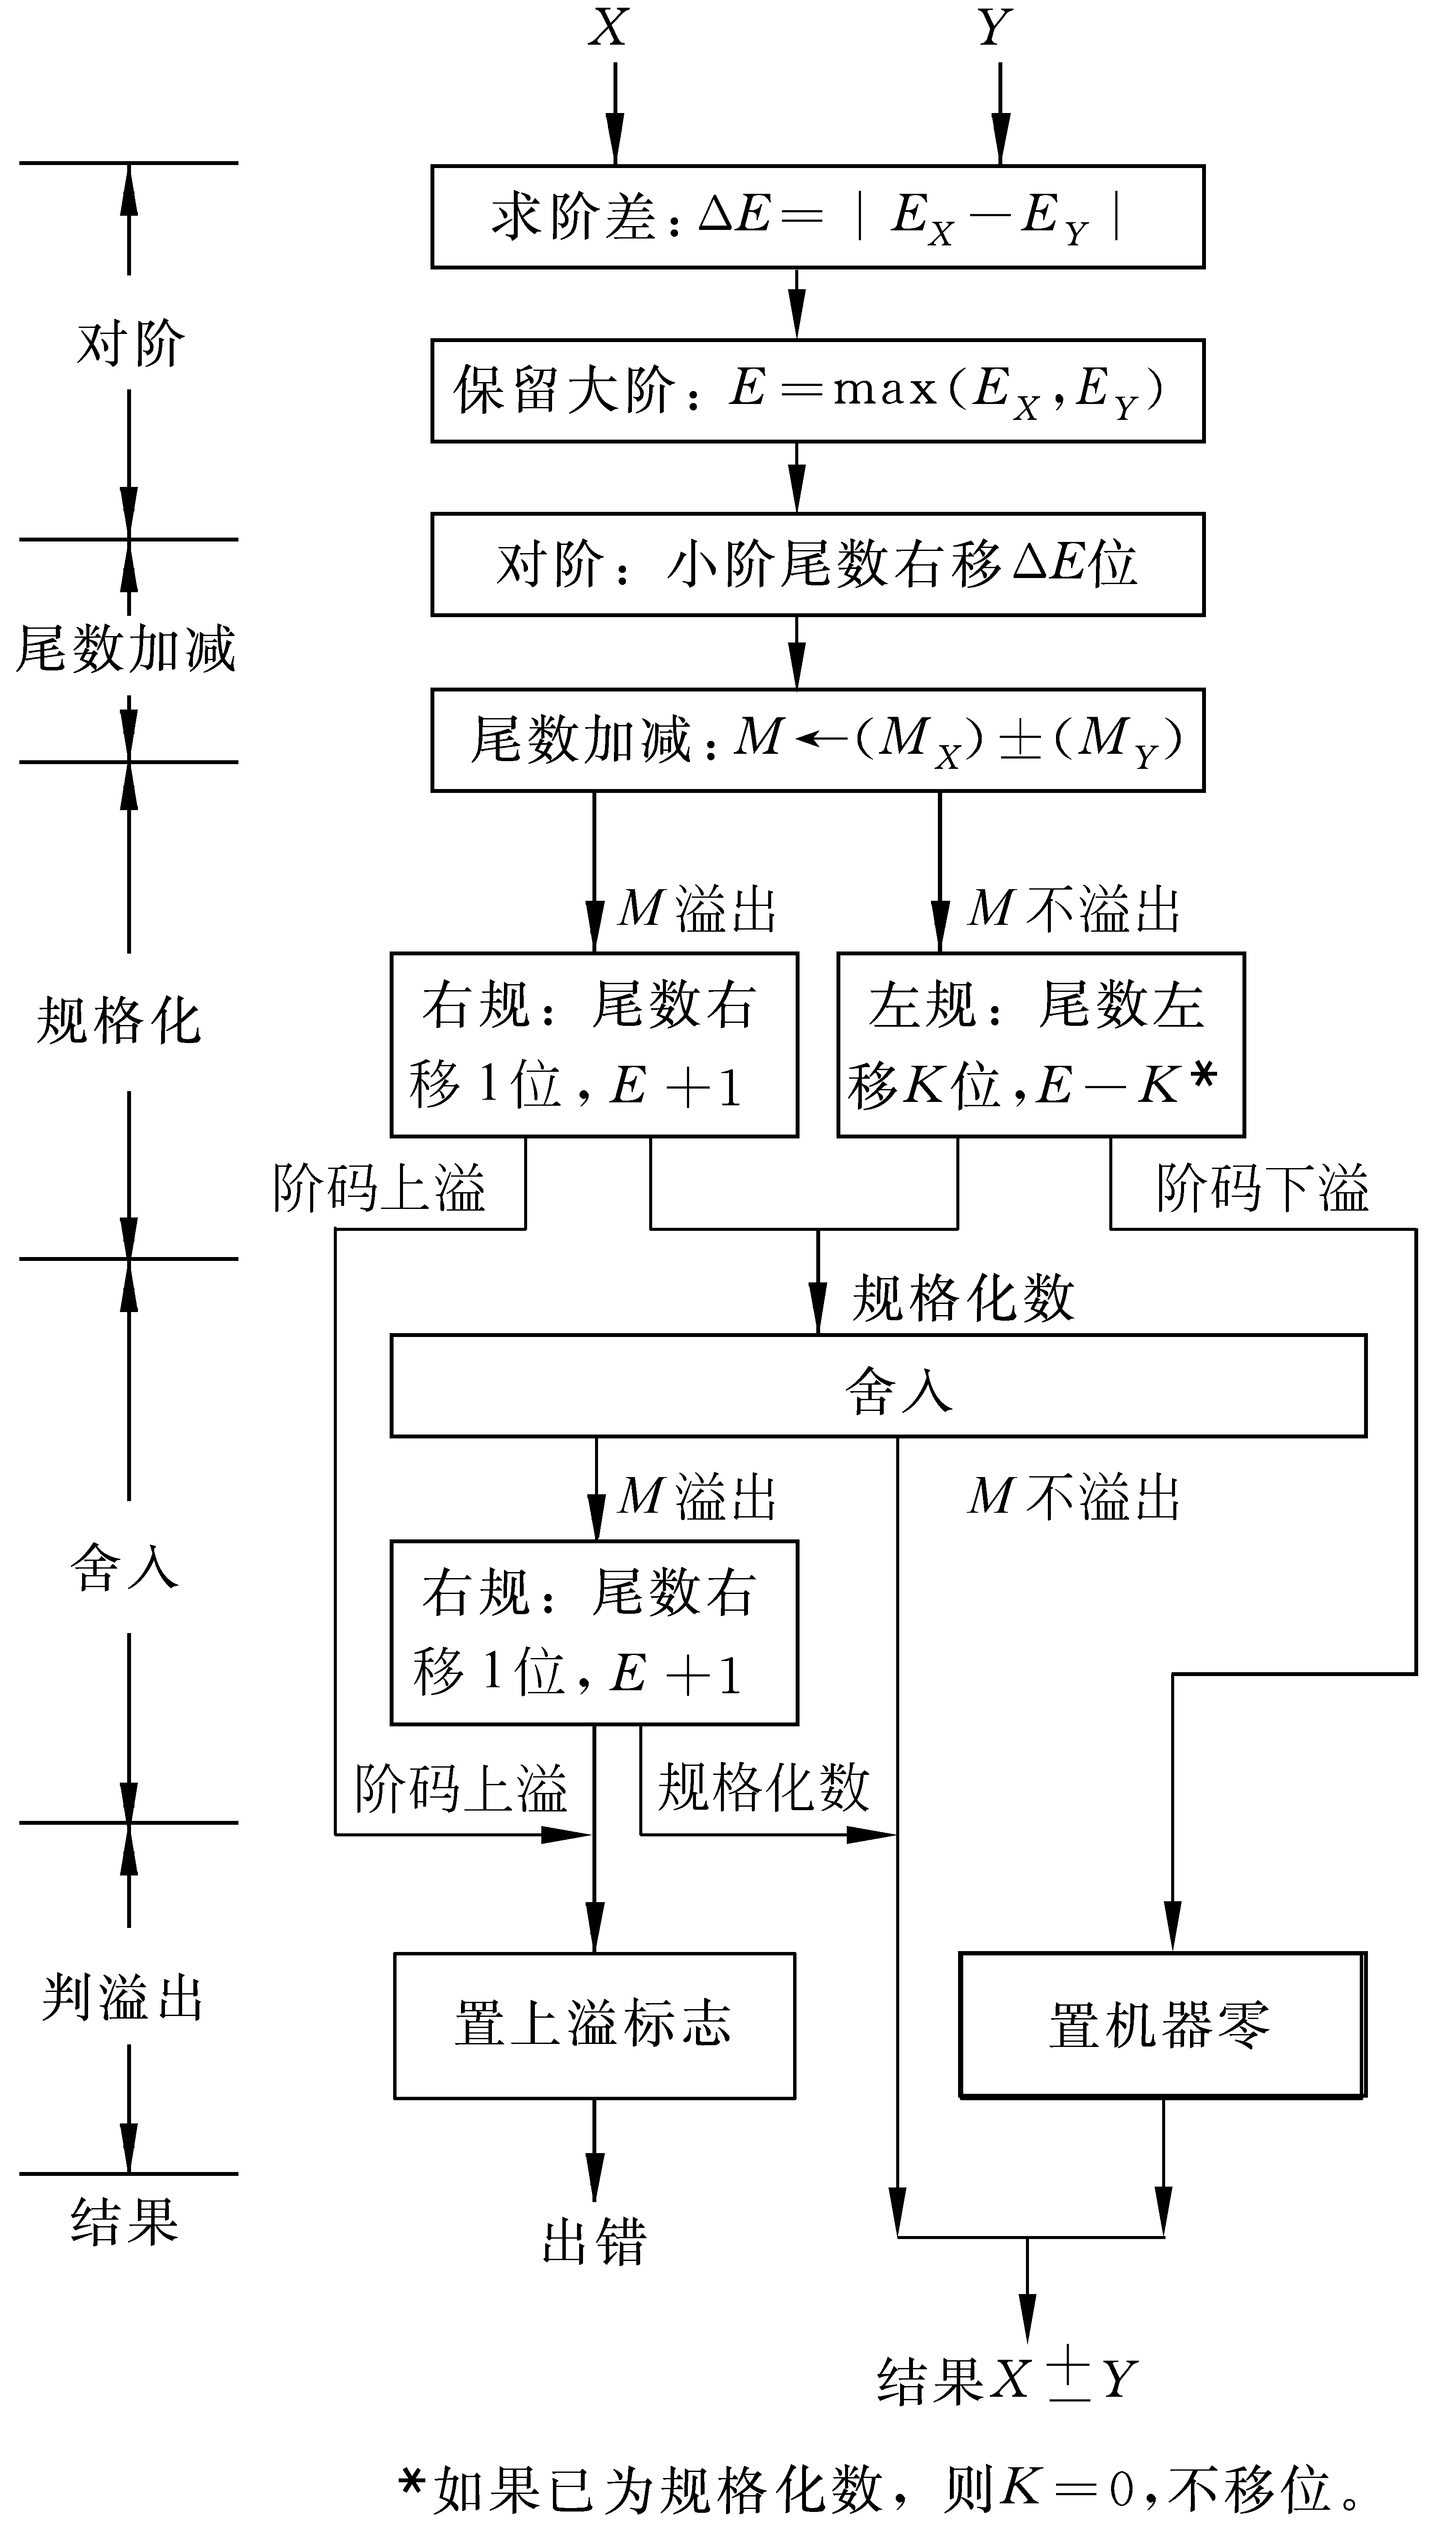 X
Y
求阶差：ΔE=| E_X－E_Y |
保留大阶：E=max(E_X,E_Y)
对阶
对阶：小阶尾数右移ΔE位
尾数加减
尾数加减：M←(M_X)±(M_Y)
M溢出
M不溢出
右规：尾数右
移1位,E＋1
左规：尾数左
移K位,E－K*
规格化
阶码上溢
阶码下溢
规格化数
舍入
M溢出
M不溢出
舍入
右规：尾数右
移1位,E＋1
阶码上溢
规格化数
判溢出
置上溢标志
置机器零
结果
出错
结果X±Y
*如果已为规格化数，则K=0,不移位。